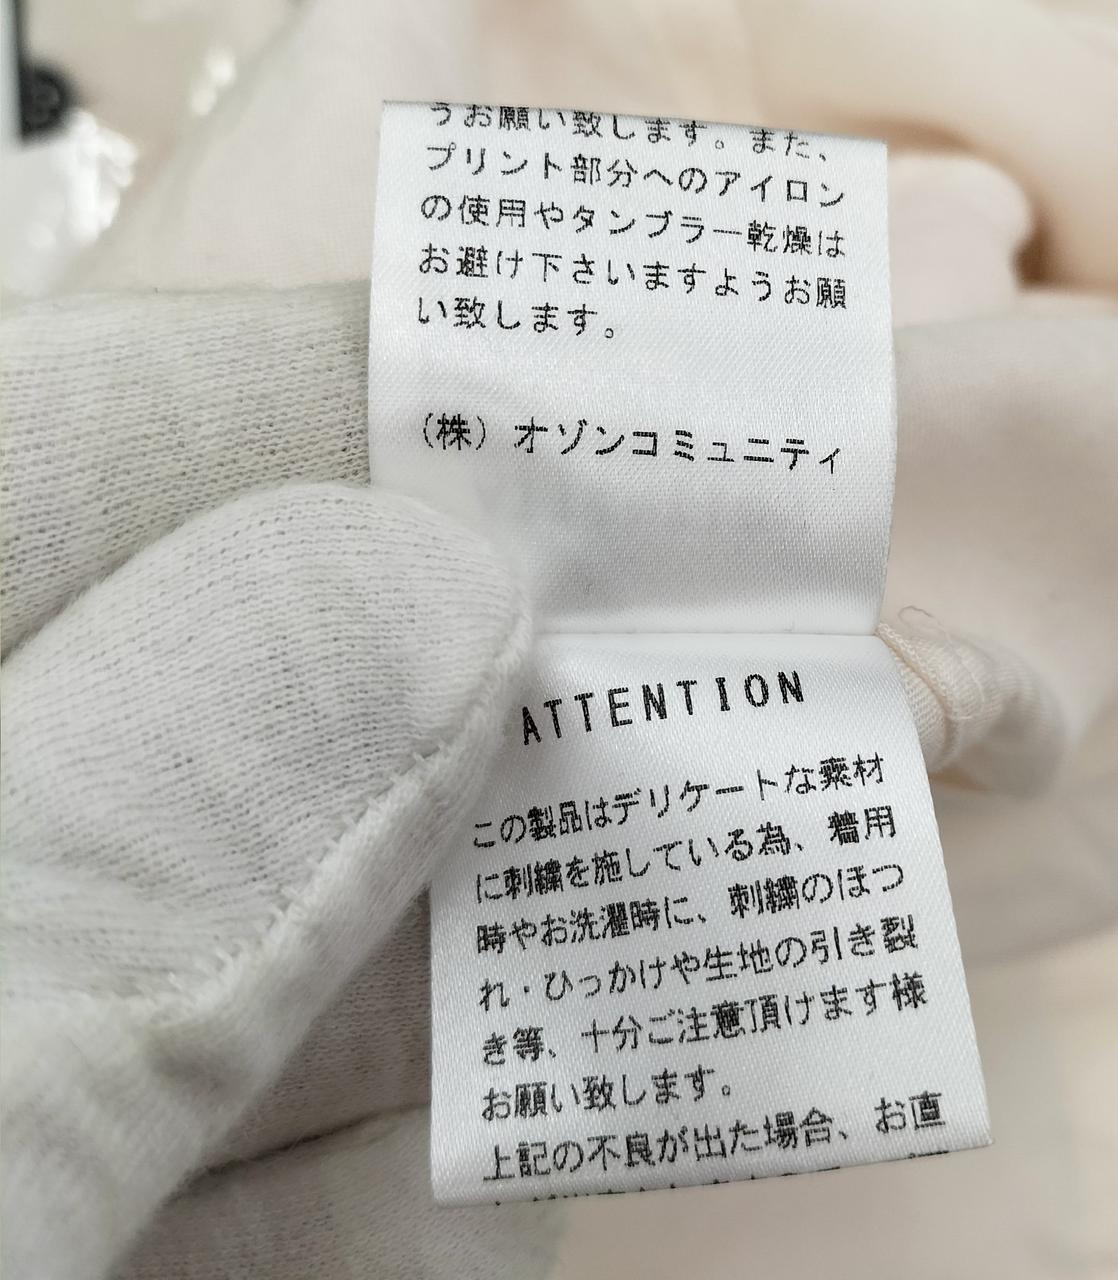 うお願い致します。また、
プリント部分へのアイロン
の使用やタンブラー乾燥は
お避け下さいますようお願
い致します。
(株)オゾンコミュニティ
ATTENTION
この製品はデリケートな素材
に刺繍を施している為、着用
時やお洗濯時に、刺繍のほつ
れ・ひっかけや生地の引き裂
き等、十分ご注意頂けます様
お願い致します。
上記の不良が出た場合、お直